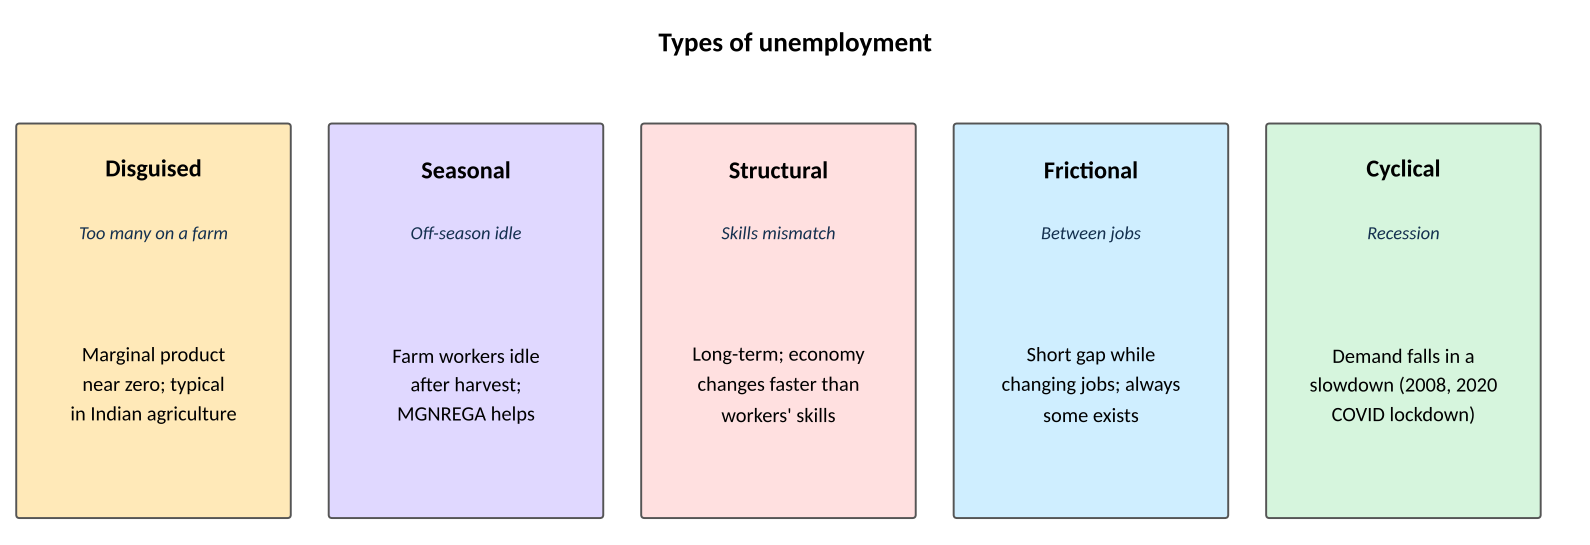 Types of unemployment
Disguised
Too many on a farm
Marginal product
near zero; typical
in Indian agriculture
Seasonal
Off-season idle
Farm workers idle
after harvest;
MGNREGA helps
Structural
Skills mismatch
Long-term; economy
changes faster than
workers' skills
Frictional
Between jobs
Short gap while
changing jobs; always
some exists
Cyclical
Recession
Demand falls in a
slowdown (2008, 2020
COVID lockdown)